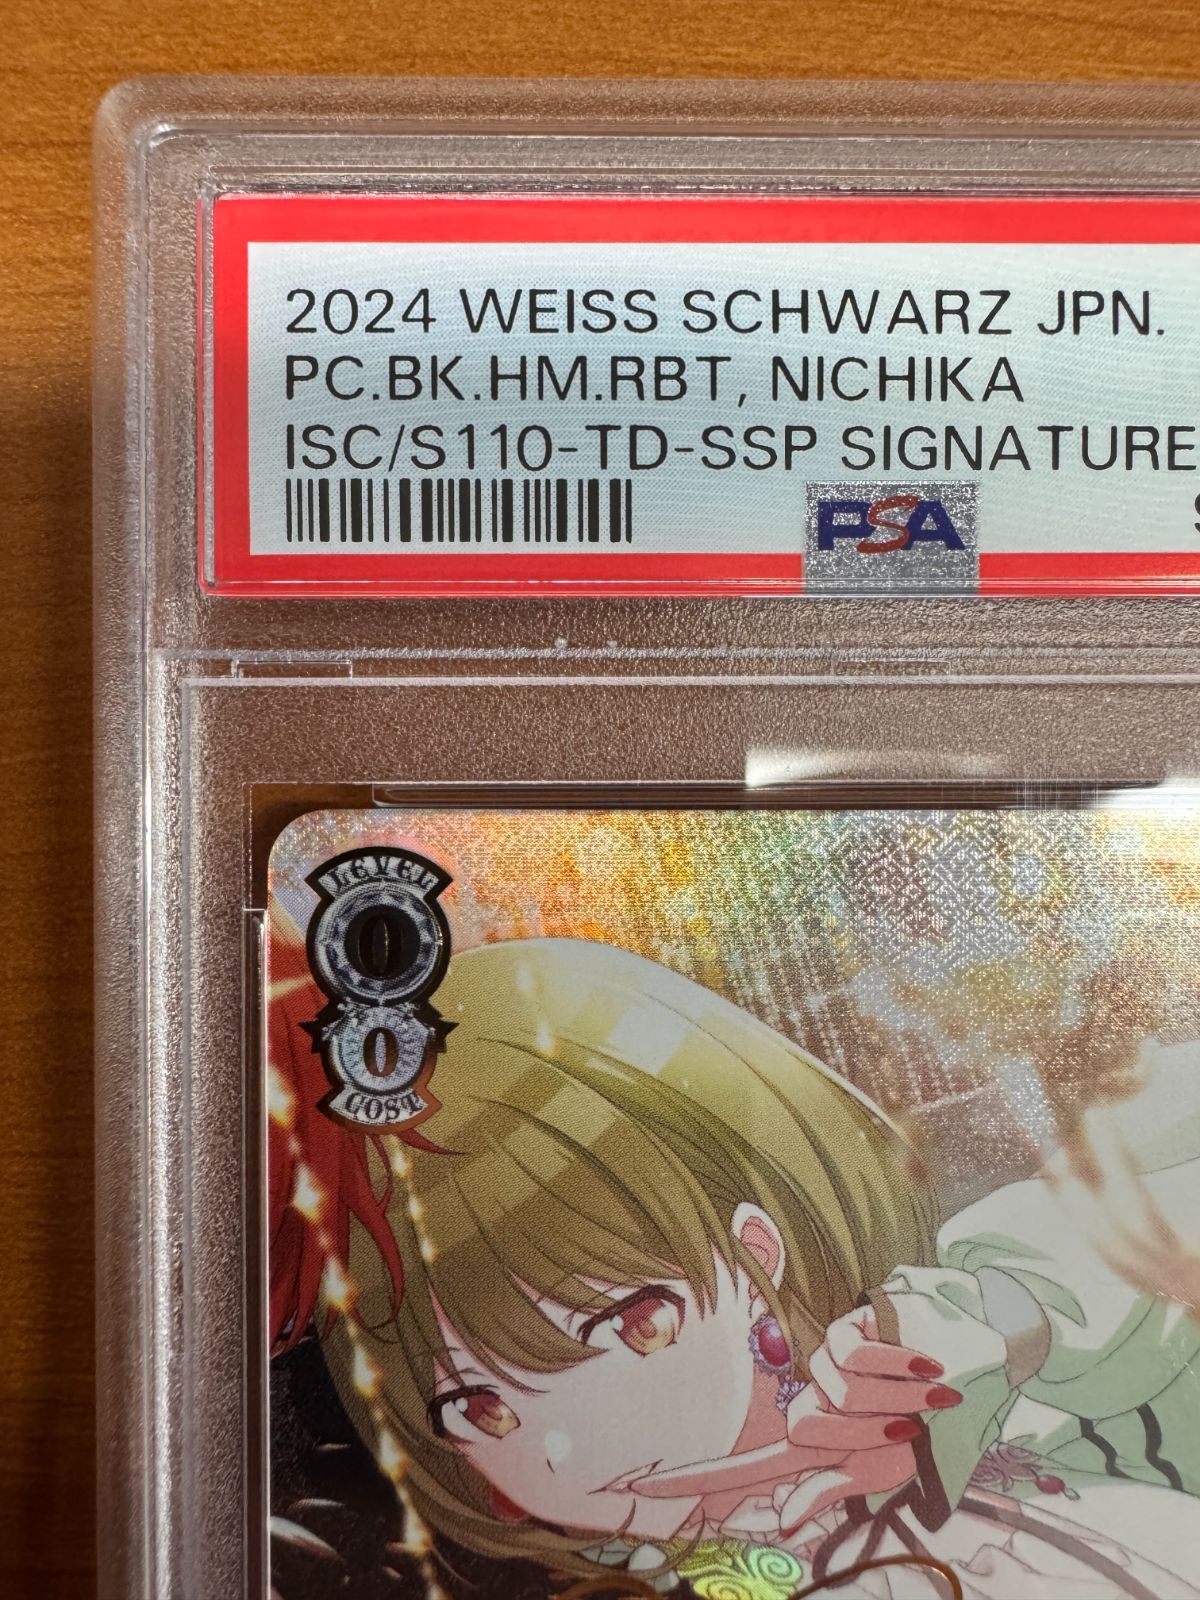 2024 WEISS SCHWARZ JPN.
PC.BK.HM.RBT, NICHIKA
ISC/S110-TD-SSP SIGNATURE
PSA
LEVEL
0
0
COST